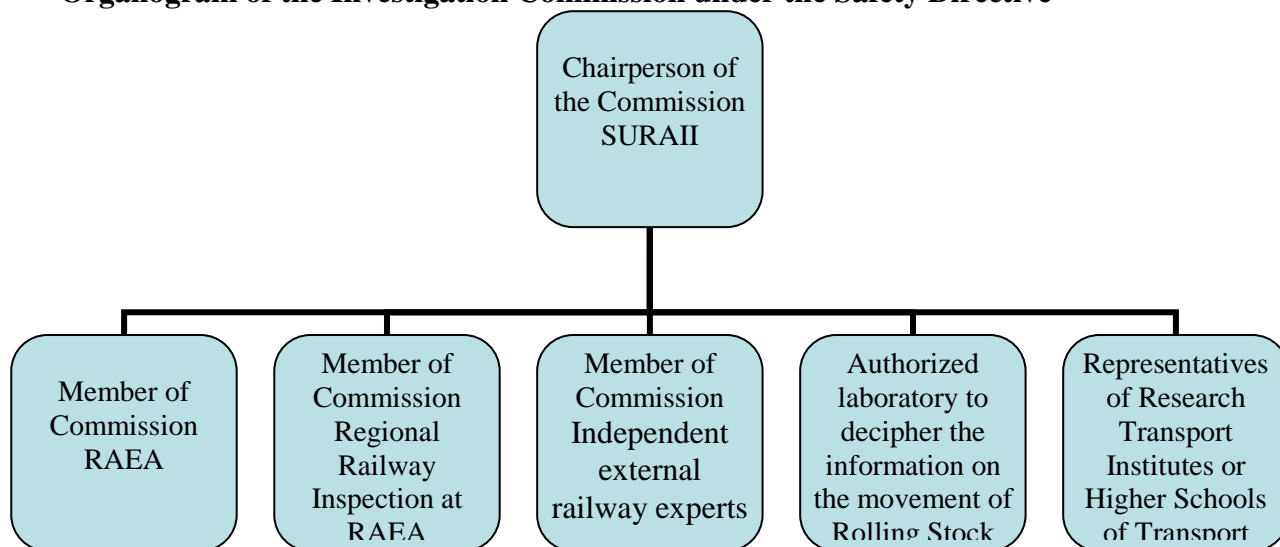 Organogram of the Investigation Commission under the Safety Directive
Chairperson of
the Commission
SURAII
Member of
Commission
RAEA
Member of
Commission
Regional
Railway
Inspection at
RAEA
Member of
Commission
Independent
external
railway experts
Authorized
laboratory to
decipher the
information on
the movement of
Rolling Stock
Representatives
of Research
Transport
Institutes or
Higher Schools
of Transport